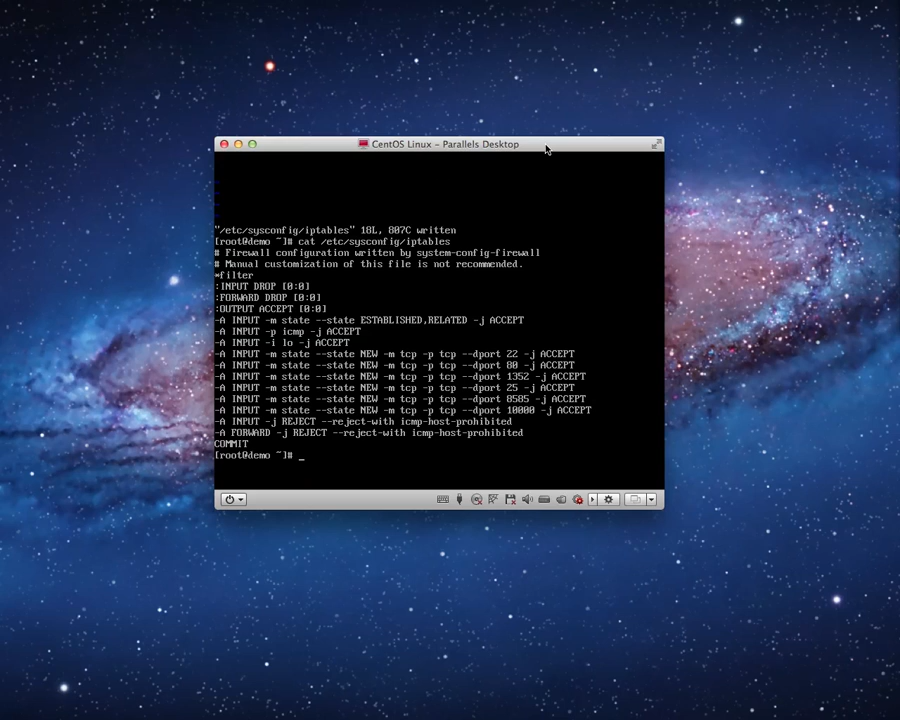 CentOS Linux – Parallels Desktop
"/etc/sysconfig/iptables" 18L, 807C written
[root@demo ~]# cat /etc/sysconfig/iptables
# Firewall configuration written by system-config-firewall
# Manual customization of this file is not recommended.
*filter
:INPUT DROP [0:0]
:FORWARD DROP [0:0]
:OUTPUT ACCEPT [0:0]
-A INPUT -m state --state ESTABLISHED,RELATED -j ACCEPT
-A INPUT -p icmp -j ACCEPT
-A INPUT -i lo -j ACCEPT
-A INPUT -m state --state NEW -m tcp -p tcp --dport 22 -j ACCEPT
-A INPUT -m state --state NEW -m tcp -p tcp --dport 80 -j ACCEPT
-A INPUT -m state --state NEW -m tcp -p tcp --dport 1352 -j ACCEPT
-A INPUT -m state --state NEW -m tcp -p tcp --dport 25 -j ACCEPT
-A INPUT -m state --state NEW -m tcp -p tcp --dport 8585 -j ACCEPT
-A INPUT -m state --state NEW -m tcp -p tcp --dport 10000 -j ACCEPT
-A INPUT -j REJECT --reject-with icmp-host-prohibited
-A FORWARD -j REJECT --reject-with icmp-host-prohibited
COMMIT
[root@demo ~]# _